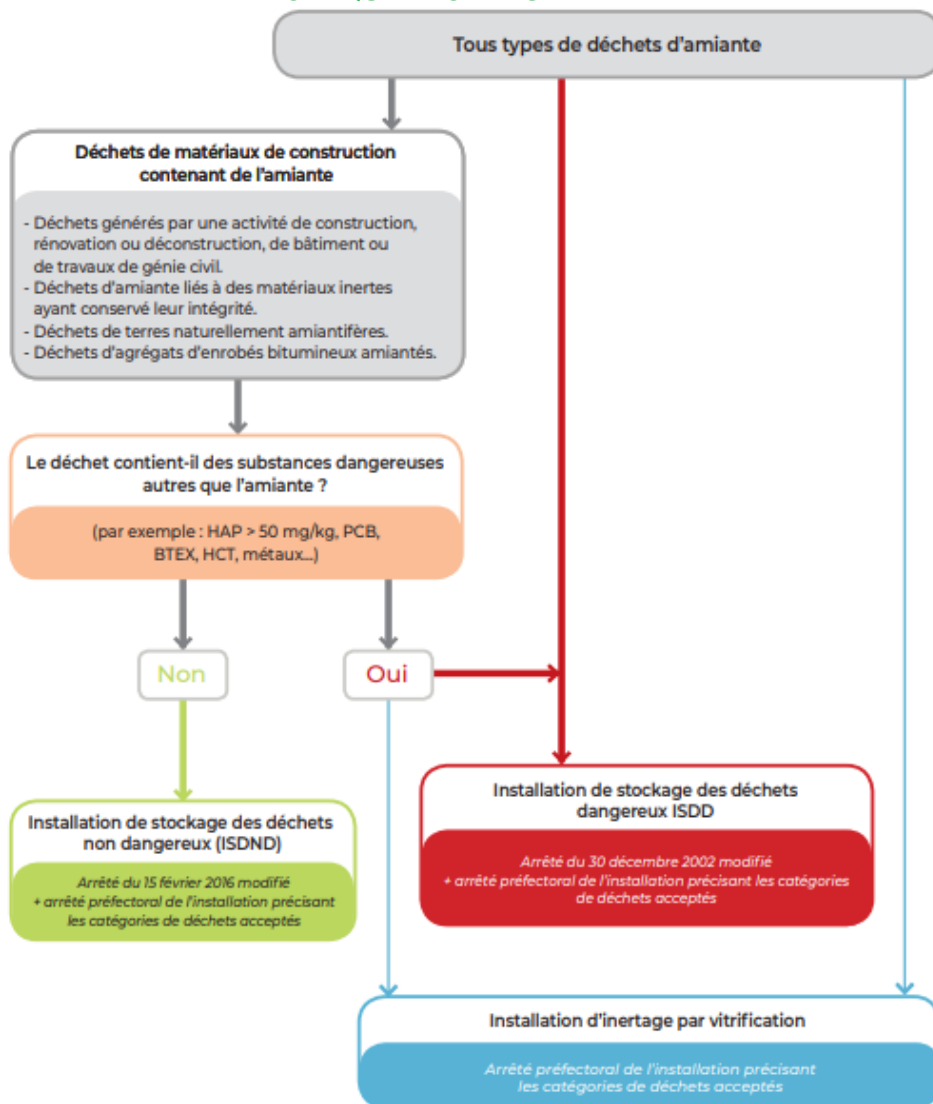 Tous types de déchets d'amiante
Déchets de matériaux de construction
contenant de l'amiante
- Déchets générés par une activité de construction,
rénovation ou déconstruction, de bâtiment ou
de travaux de génie civil.
- Déchets d'amiante liés à des matériaux inertes
ayant conservé leur intégrité.
- Déchets de terres naturellement amiantifères.
- Déchets d'agrégats d'enrobés bitumineux amiantés.
Le déchet contient-il des substances dangereuses
autres que l'amiante ?
(par exemple : HAP > 50 mg/kg, PCB,
BTEX, HCT, métaux...)
Non
Oui
Installation de stockage des déchets
non dangereux (ISDND)
Arrêté du 15 février 2016 modifié
+ arrêté préfectoral de l'installation précisant
les catégories de déchets acceptés
Installation de stockage des déchets
dangereux ISDD
Arrêté du 30 décembre 2002 modifié
+ arrêté préfectoral de l'installation précisant les catégories
de déchets acceptés
Installation d'inertage par vitrification
Arrêté préfectoral de l'installation précisant
les catégories de déchets acceptés